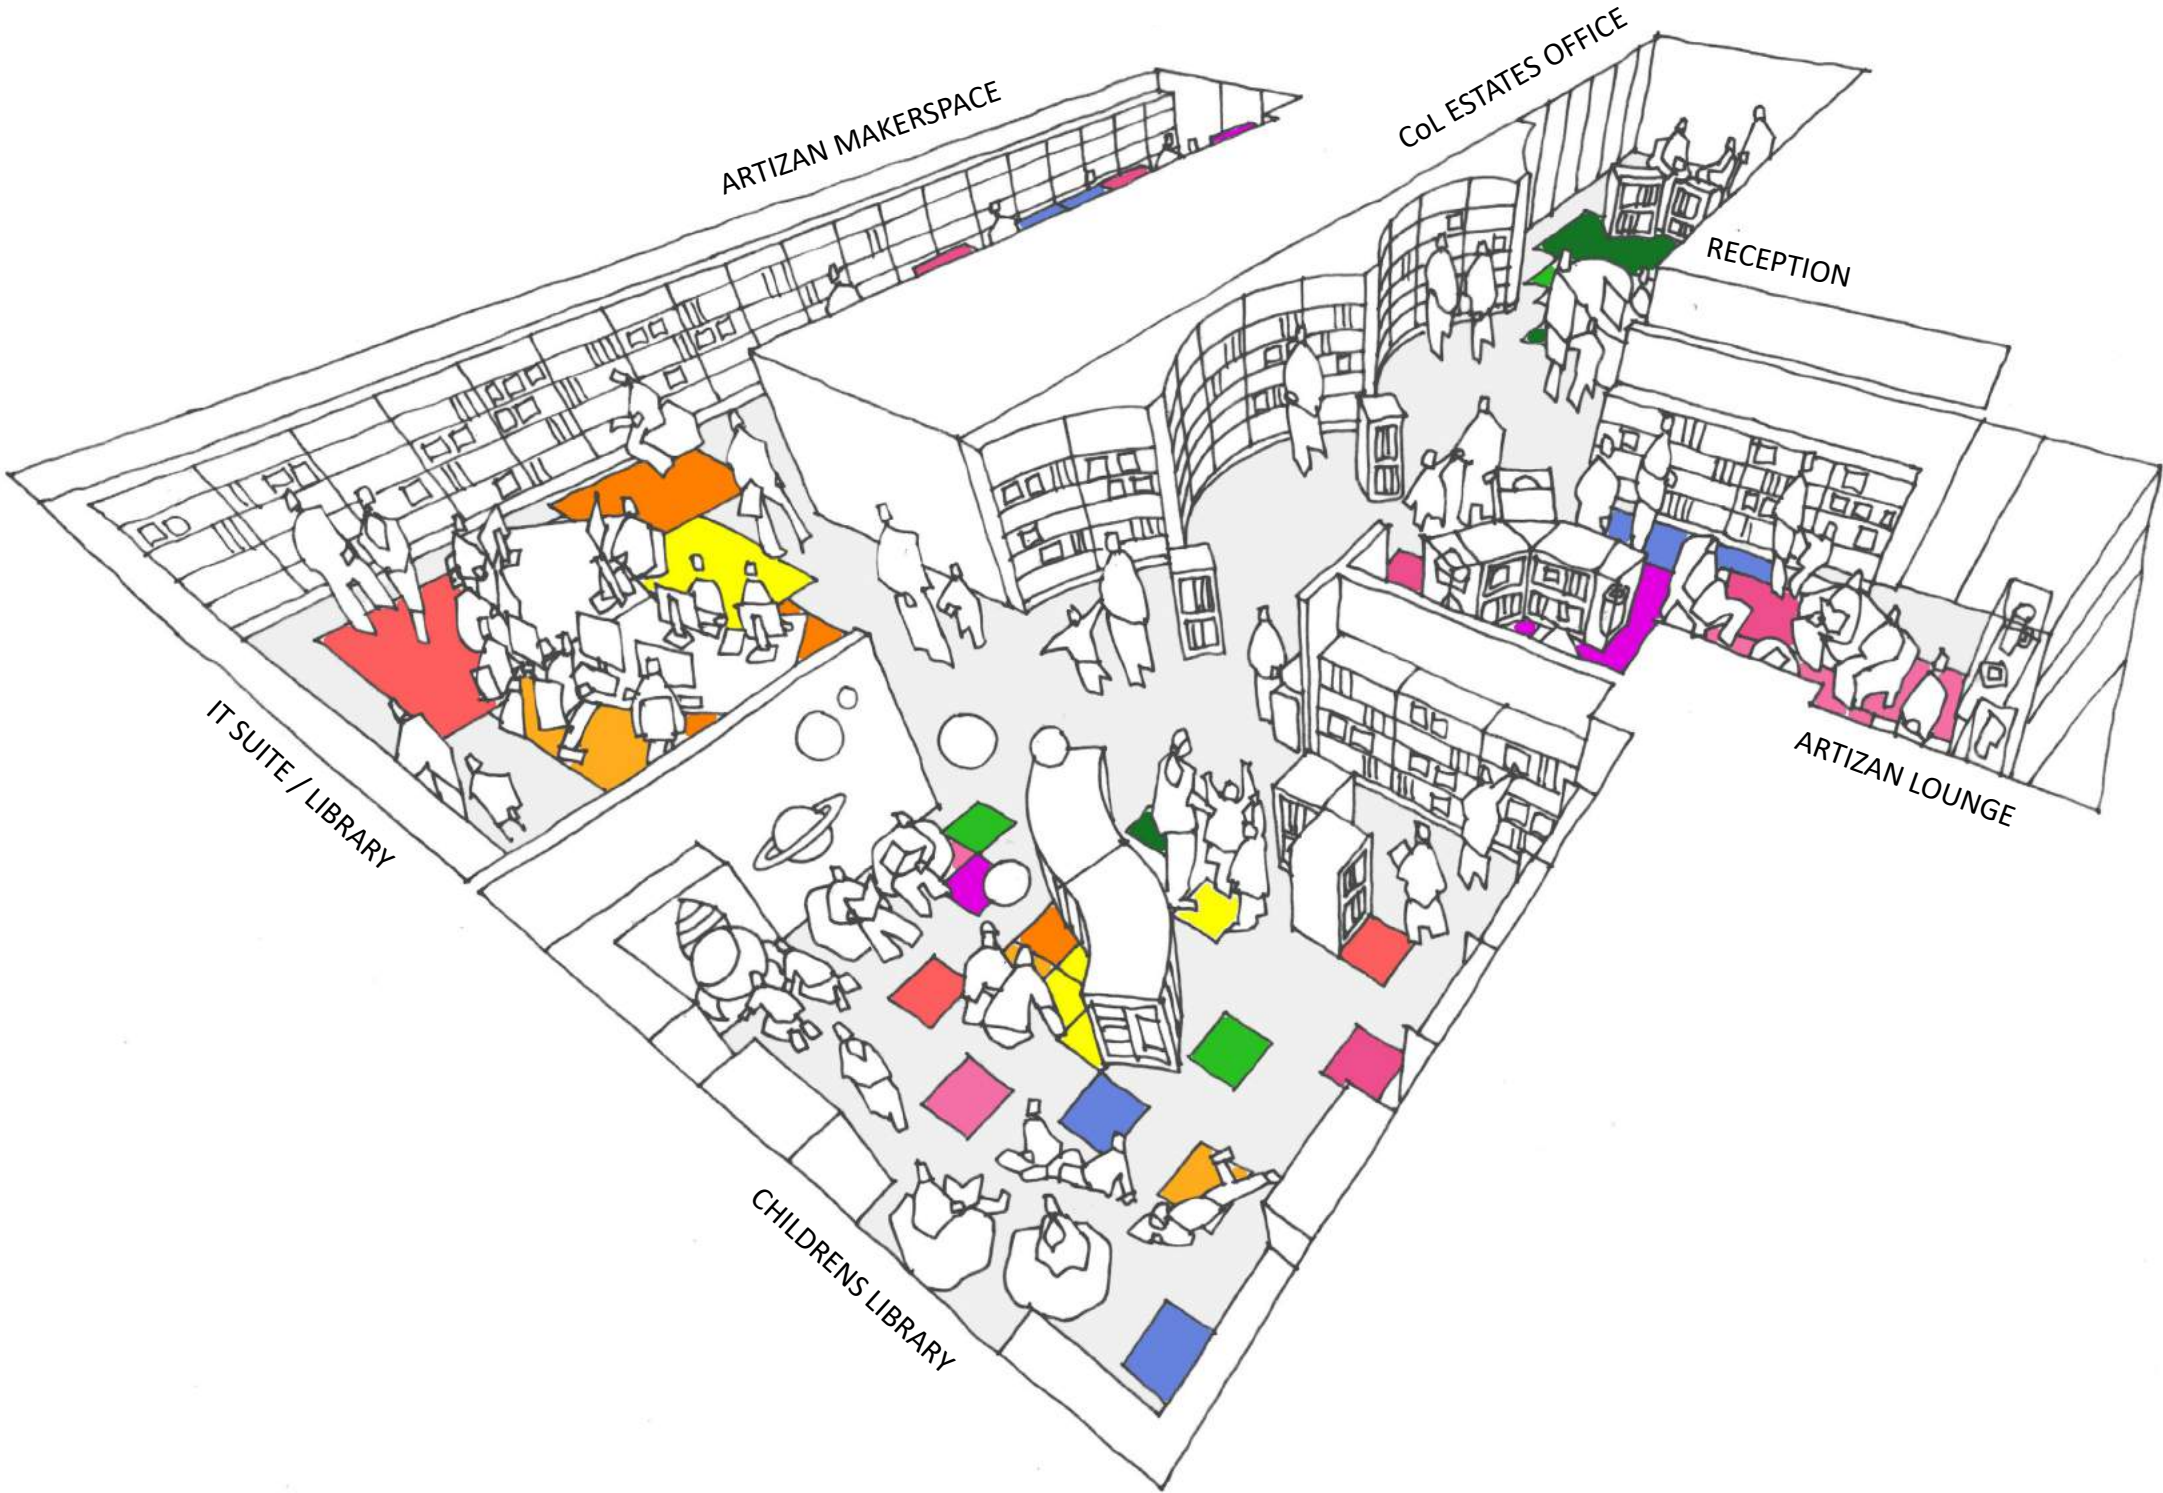 ARTIZAN MAKERSPACE
CoL ESTATES OFFICE
RECEPTION
IT SUITE / LIBRARY
ARTIZAN LOUNGE
CHILDRENS LIBRARY